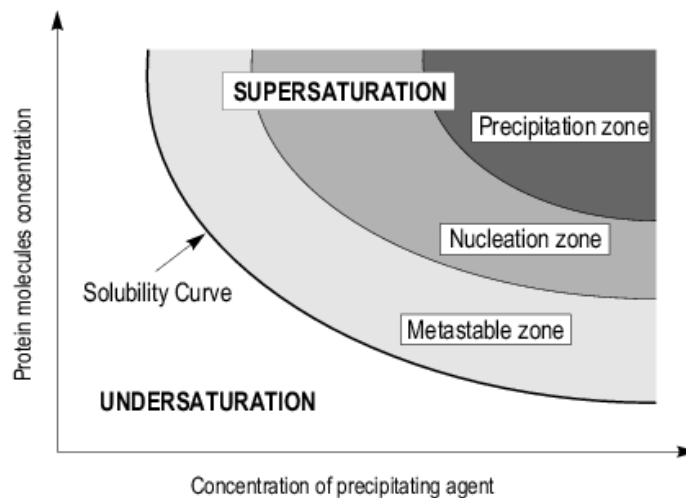 SUPERSATURATION
Precipitation zone
Nucleation zone
Solubility Curve
Metastable zone
UNDERSATURATION
Protein molecules concentration
Concentration of precipitating agent